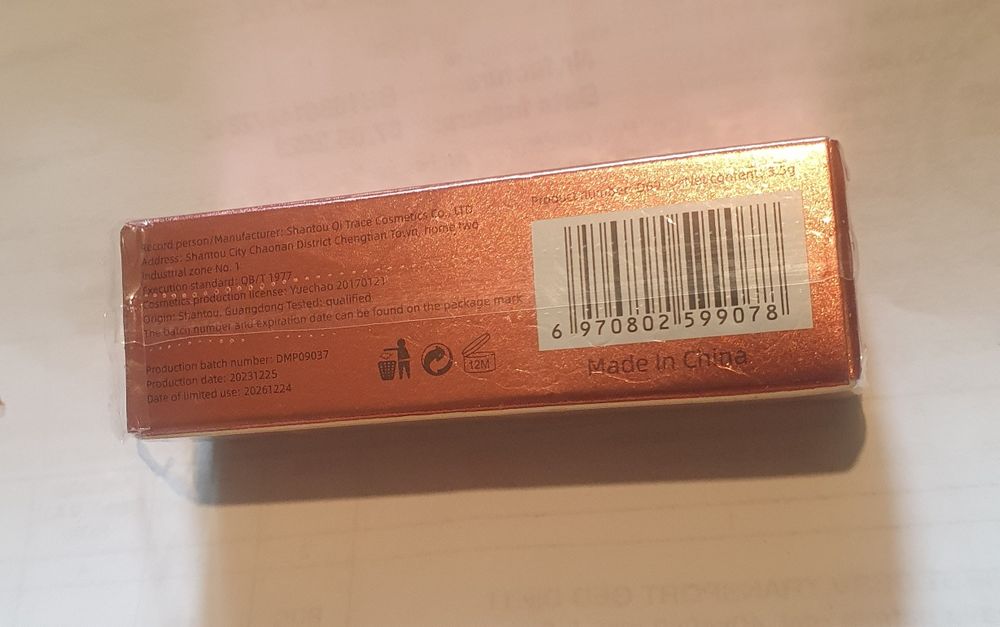 Record person/Manufacturer: Shantou Qi Trace Cosmetics Co., LTD
Address: Shantou City Chaonan District Chengtian Town, home two
Industrial zone No. 1
Execution standard: QB/T 1977
Cosmetics production license: Yuechao 20170121
Origin: Shantou, Guangdong Tested: qualified
The batch number and expiration date can be found on the package mark
Production batch number: DMP09037
Production date: 20231225
Date of limited use: 20261224
12M
Product number: Net content: 3.5g
6 970802 599078
Made In China